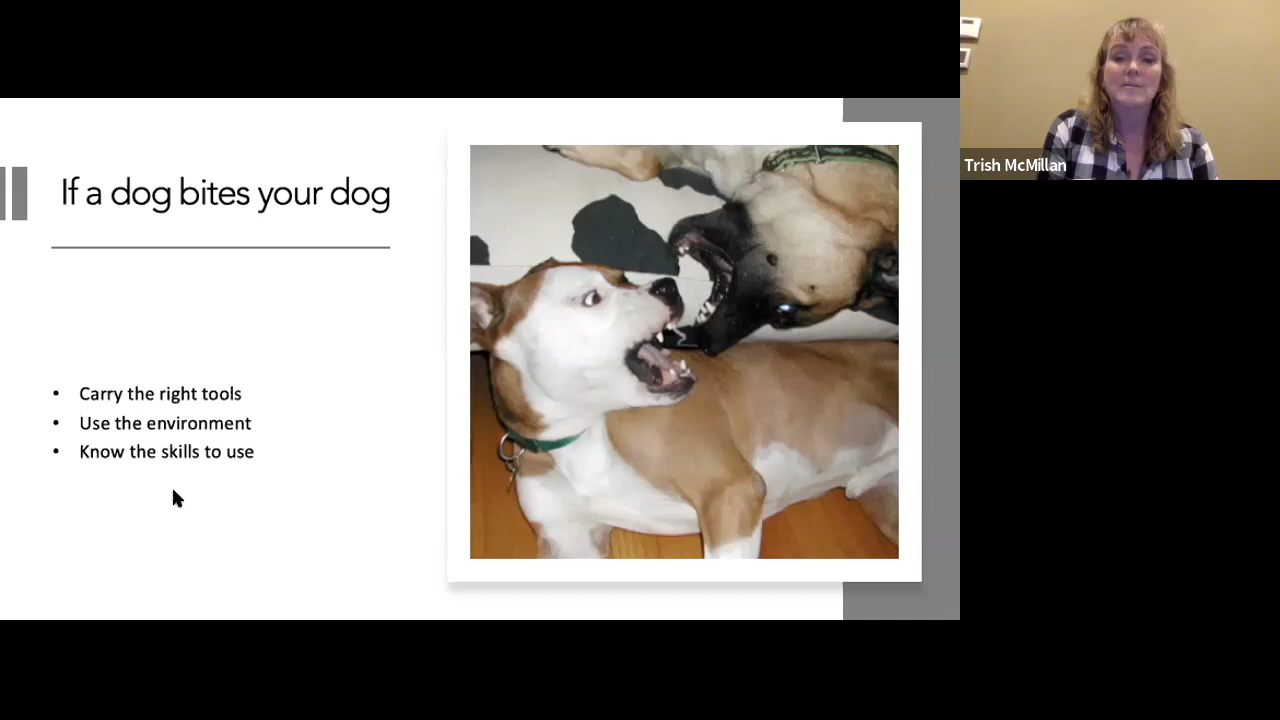 If a dog bites your dog
• Carry the right tools
• Use the environment
• Know the skills to use
Trish McMillan